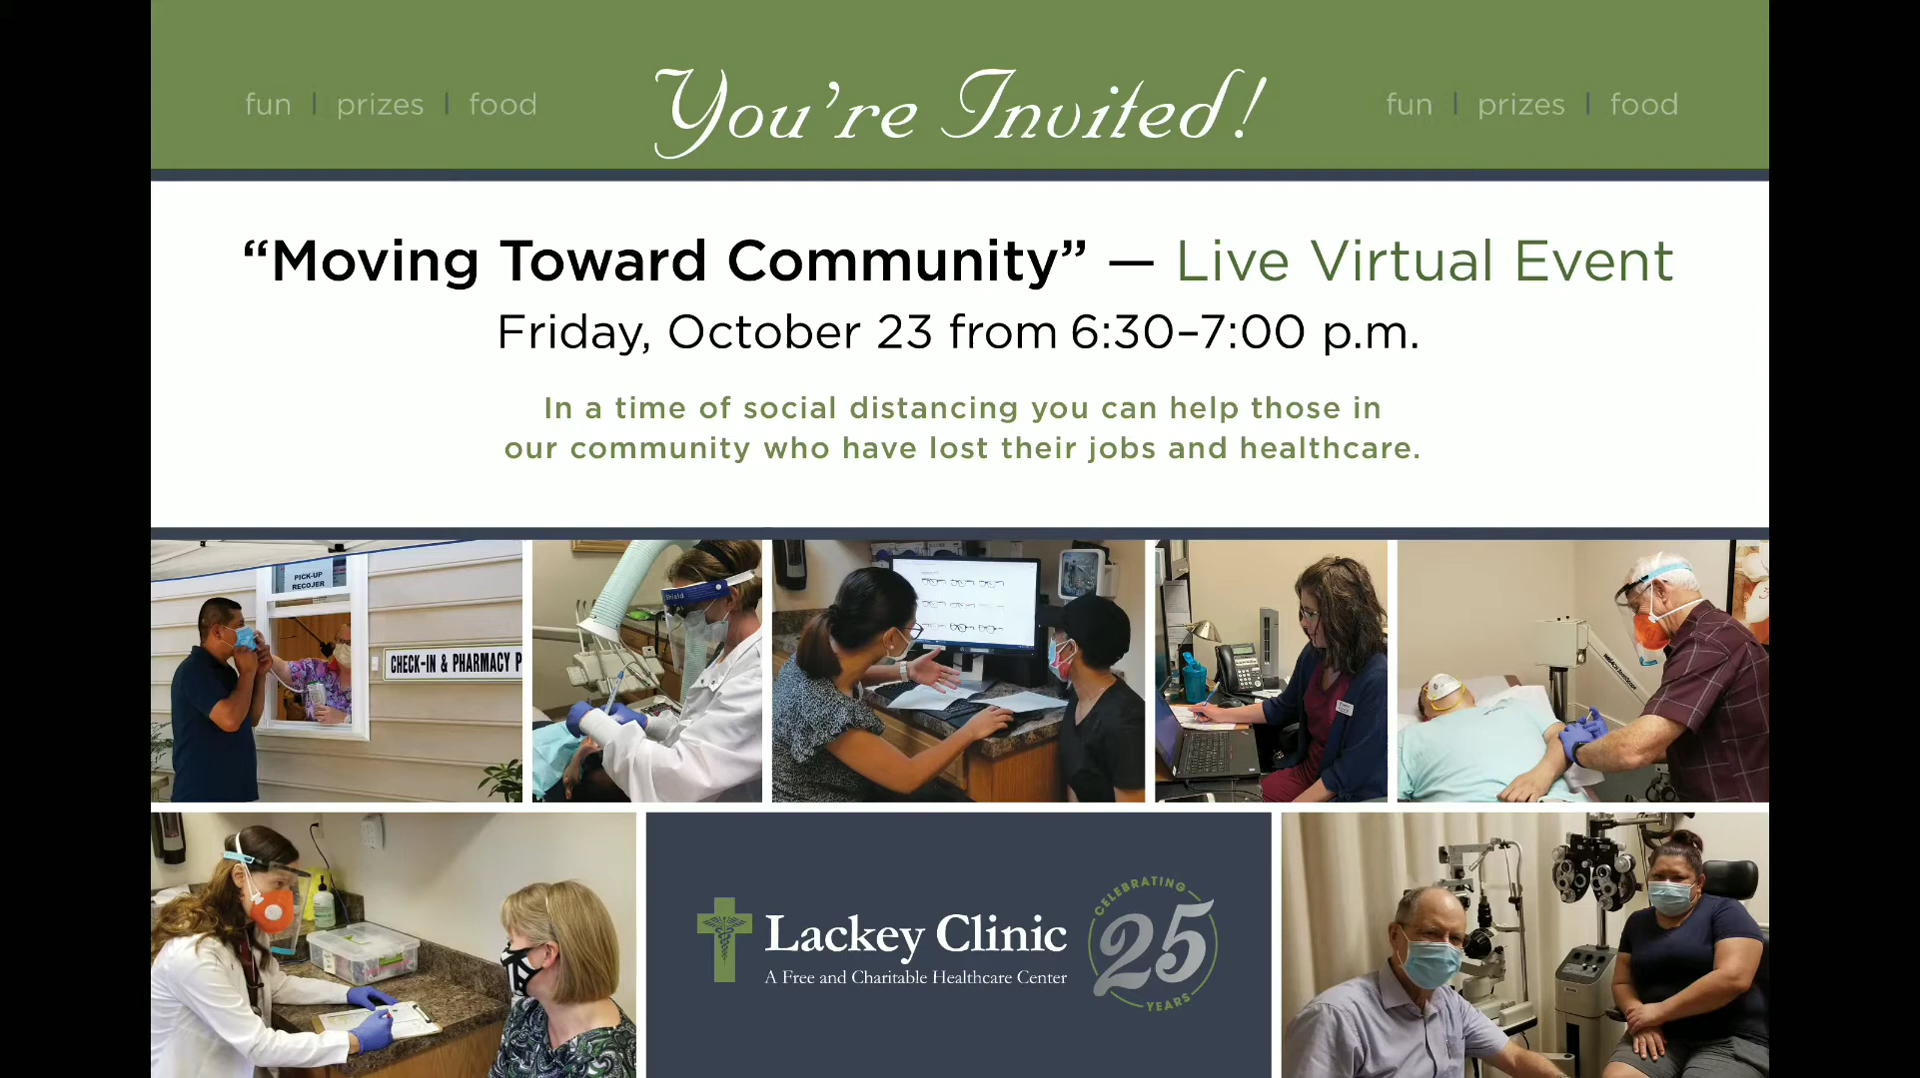 fun | prizes | food
You're Invited!
fun | prizes | food
“Moving Toward Community” — Live Virtual Event
Friday, October 23 from 6:30–7:00 p.m.
In a time of social distancing you can help those in
our community who have lost their jobs and healthcare.
PICK-UP
RECOJER
CHECK-IN & PHARMACY P
Shield
Lackey Clinic
A Free and Charitable Healthcare Center
CELEBRATING
25
YEARS